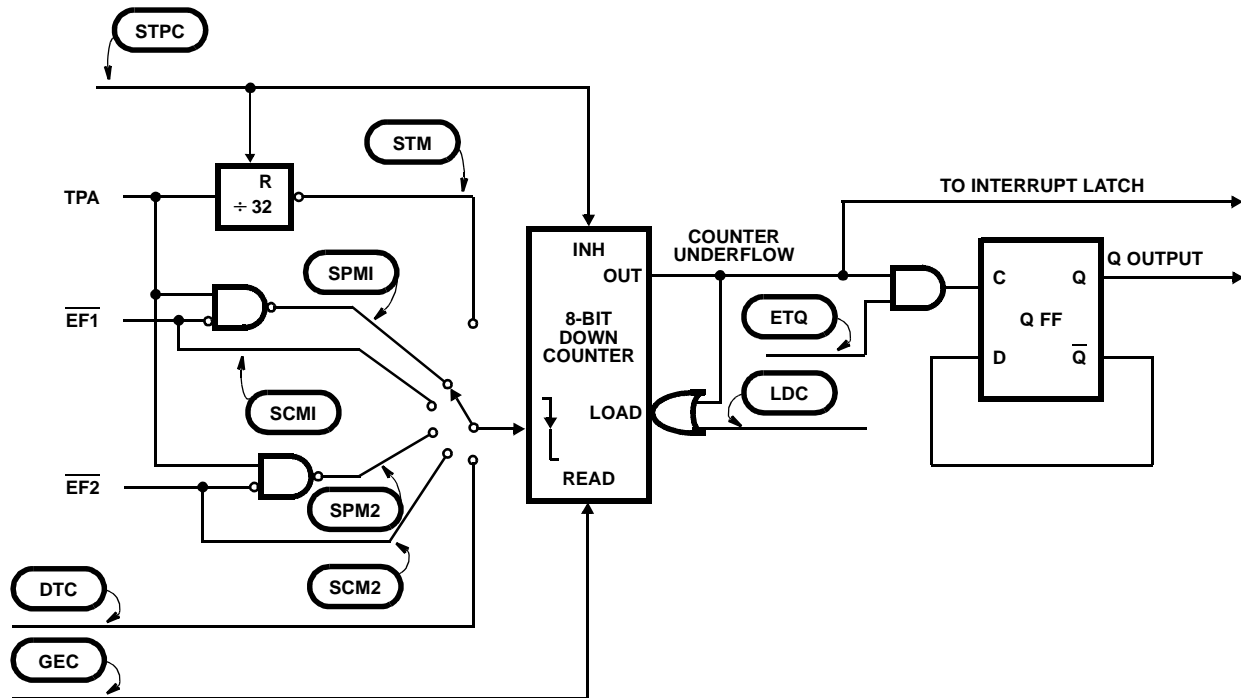 STPC
STM
TPA
R
÷ 32
TO INTERRUPT LATCH
INH
COUNTER
UNDERFLOW
OUT
C
Q
Q OUTPUT
SPMI
EF1
8-BIT
DOWN
COUNTER
ETQ
Q FF
D
Q
SCMI
LOAD
LDC
EF2
READ
SPM2
SCM2
DTC
GEC